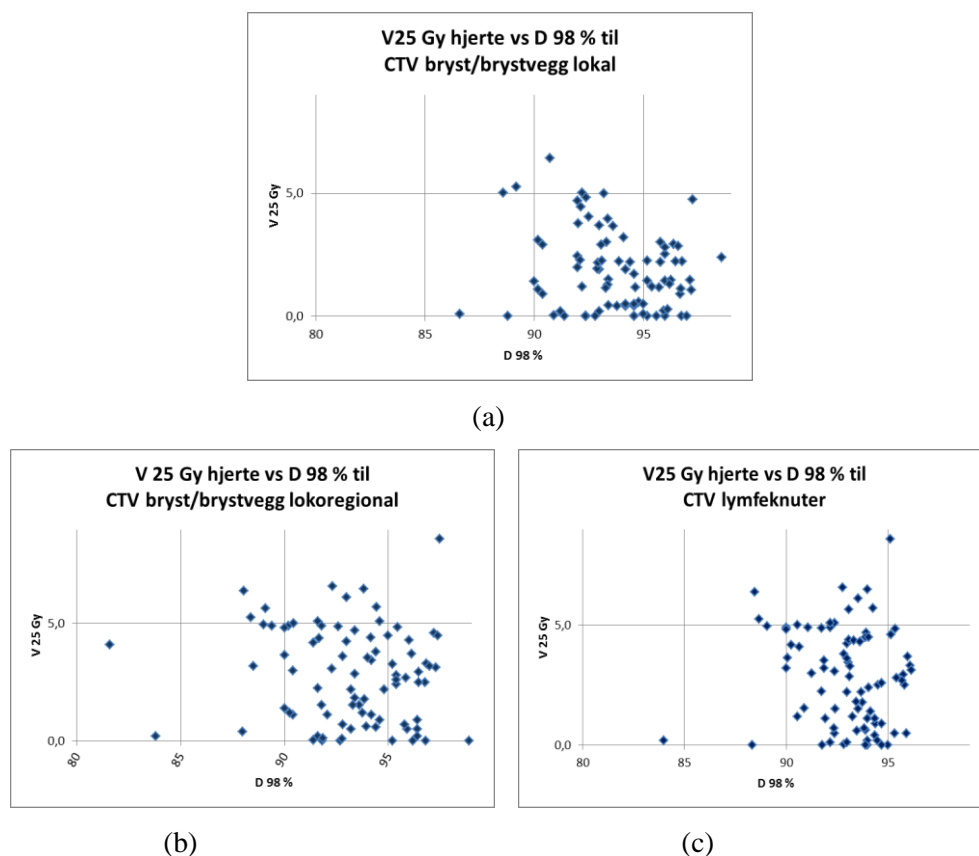 V25 Gy hjerte vs D 98 % til
CTV bryst/brystvegg lokal
V 25 Gy
5,0
0,0
80
85
90
95
D 98 %
(a)
V 25 Gy hjerte vs D 98 % til
CTV bryst/brystvegg lokoregional
V 25 Gy
5,0
0,0
80
85
90
95
D 98 %
(b)
V25 Gy hjerte vs D 98 % til
CTV lymfeknuter
V 25 Gy
5,0
0,0
80
85
90
95
D 98 %
(c)